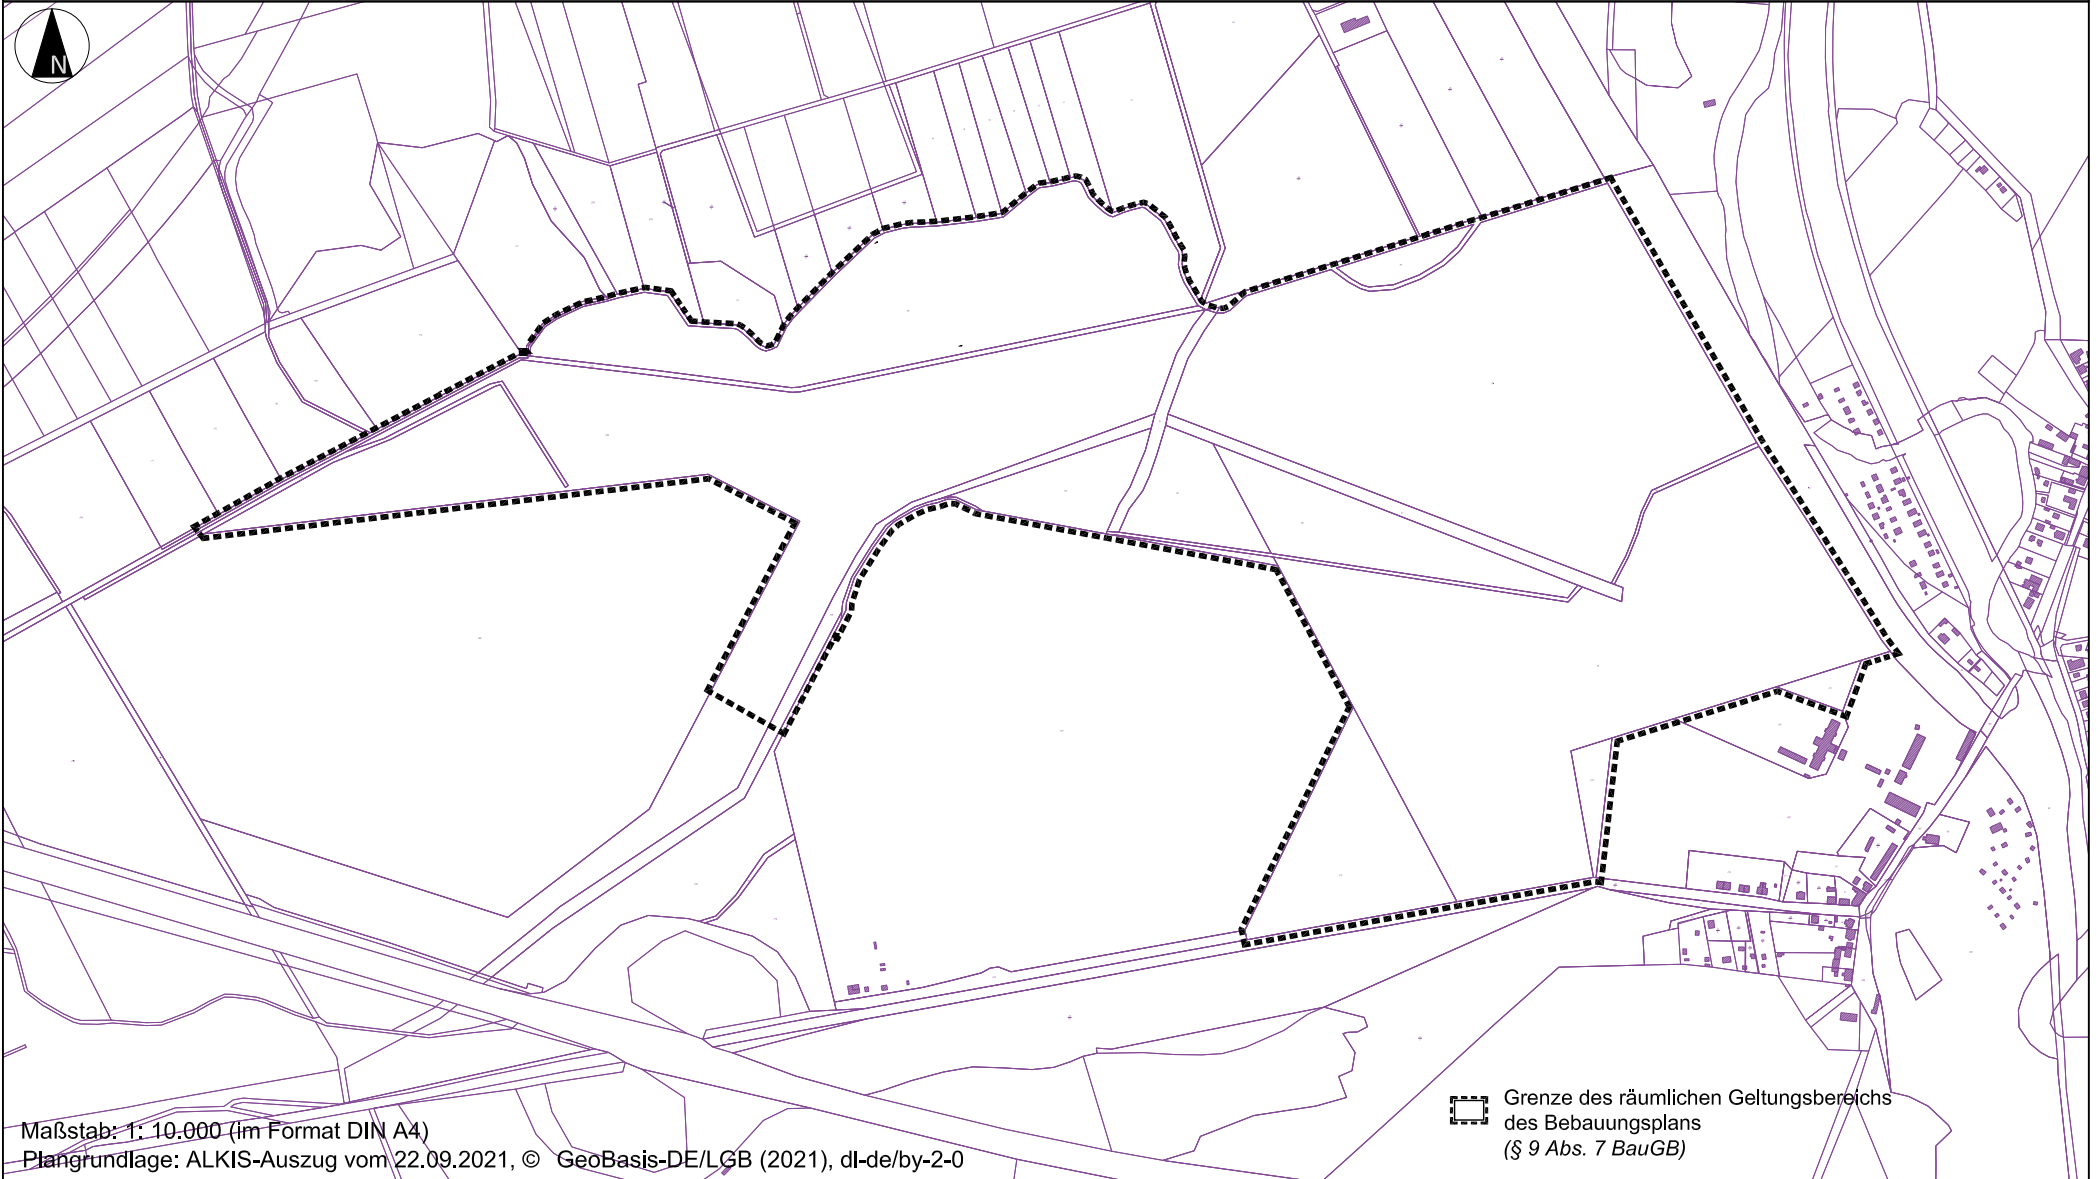 N
Grenze des räumlichen Geltungsbereichs
des Bebauungsplans
(§ 9 Abs. 7 BauGB)
Maßstab: 1: 10.000 (im Format DIN A4)
Plangrundlage: ALKIS-Auszug vom 22.09.2021, © GeoBasis-DE/LGB (2021), dl-de/by-2-0